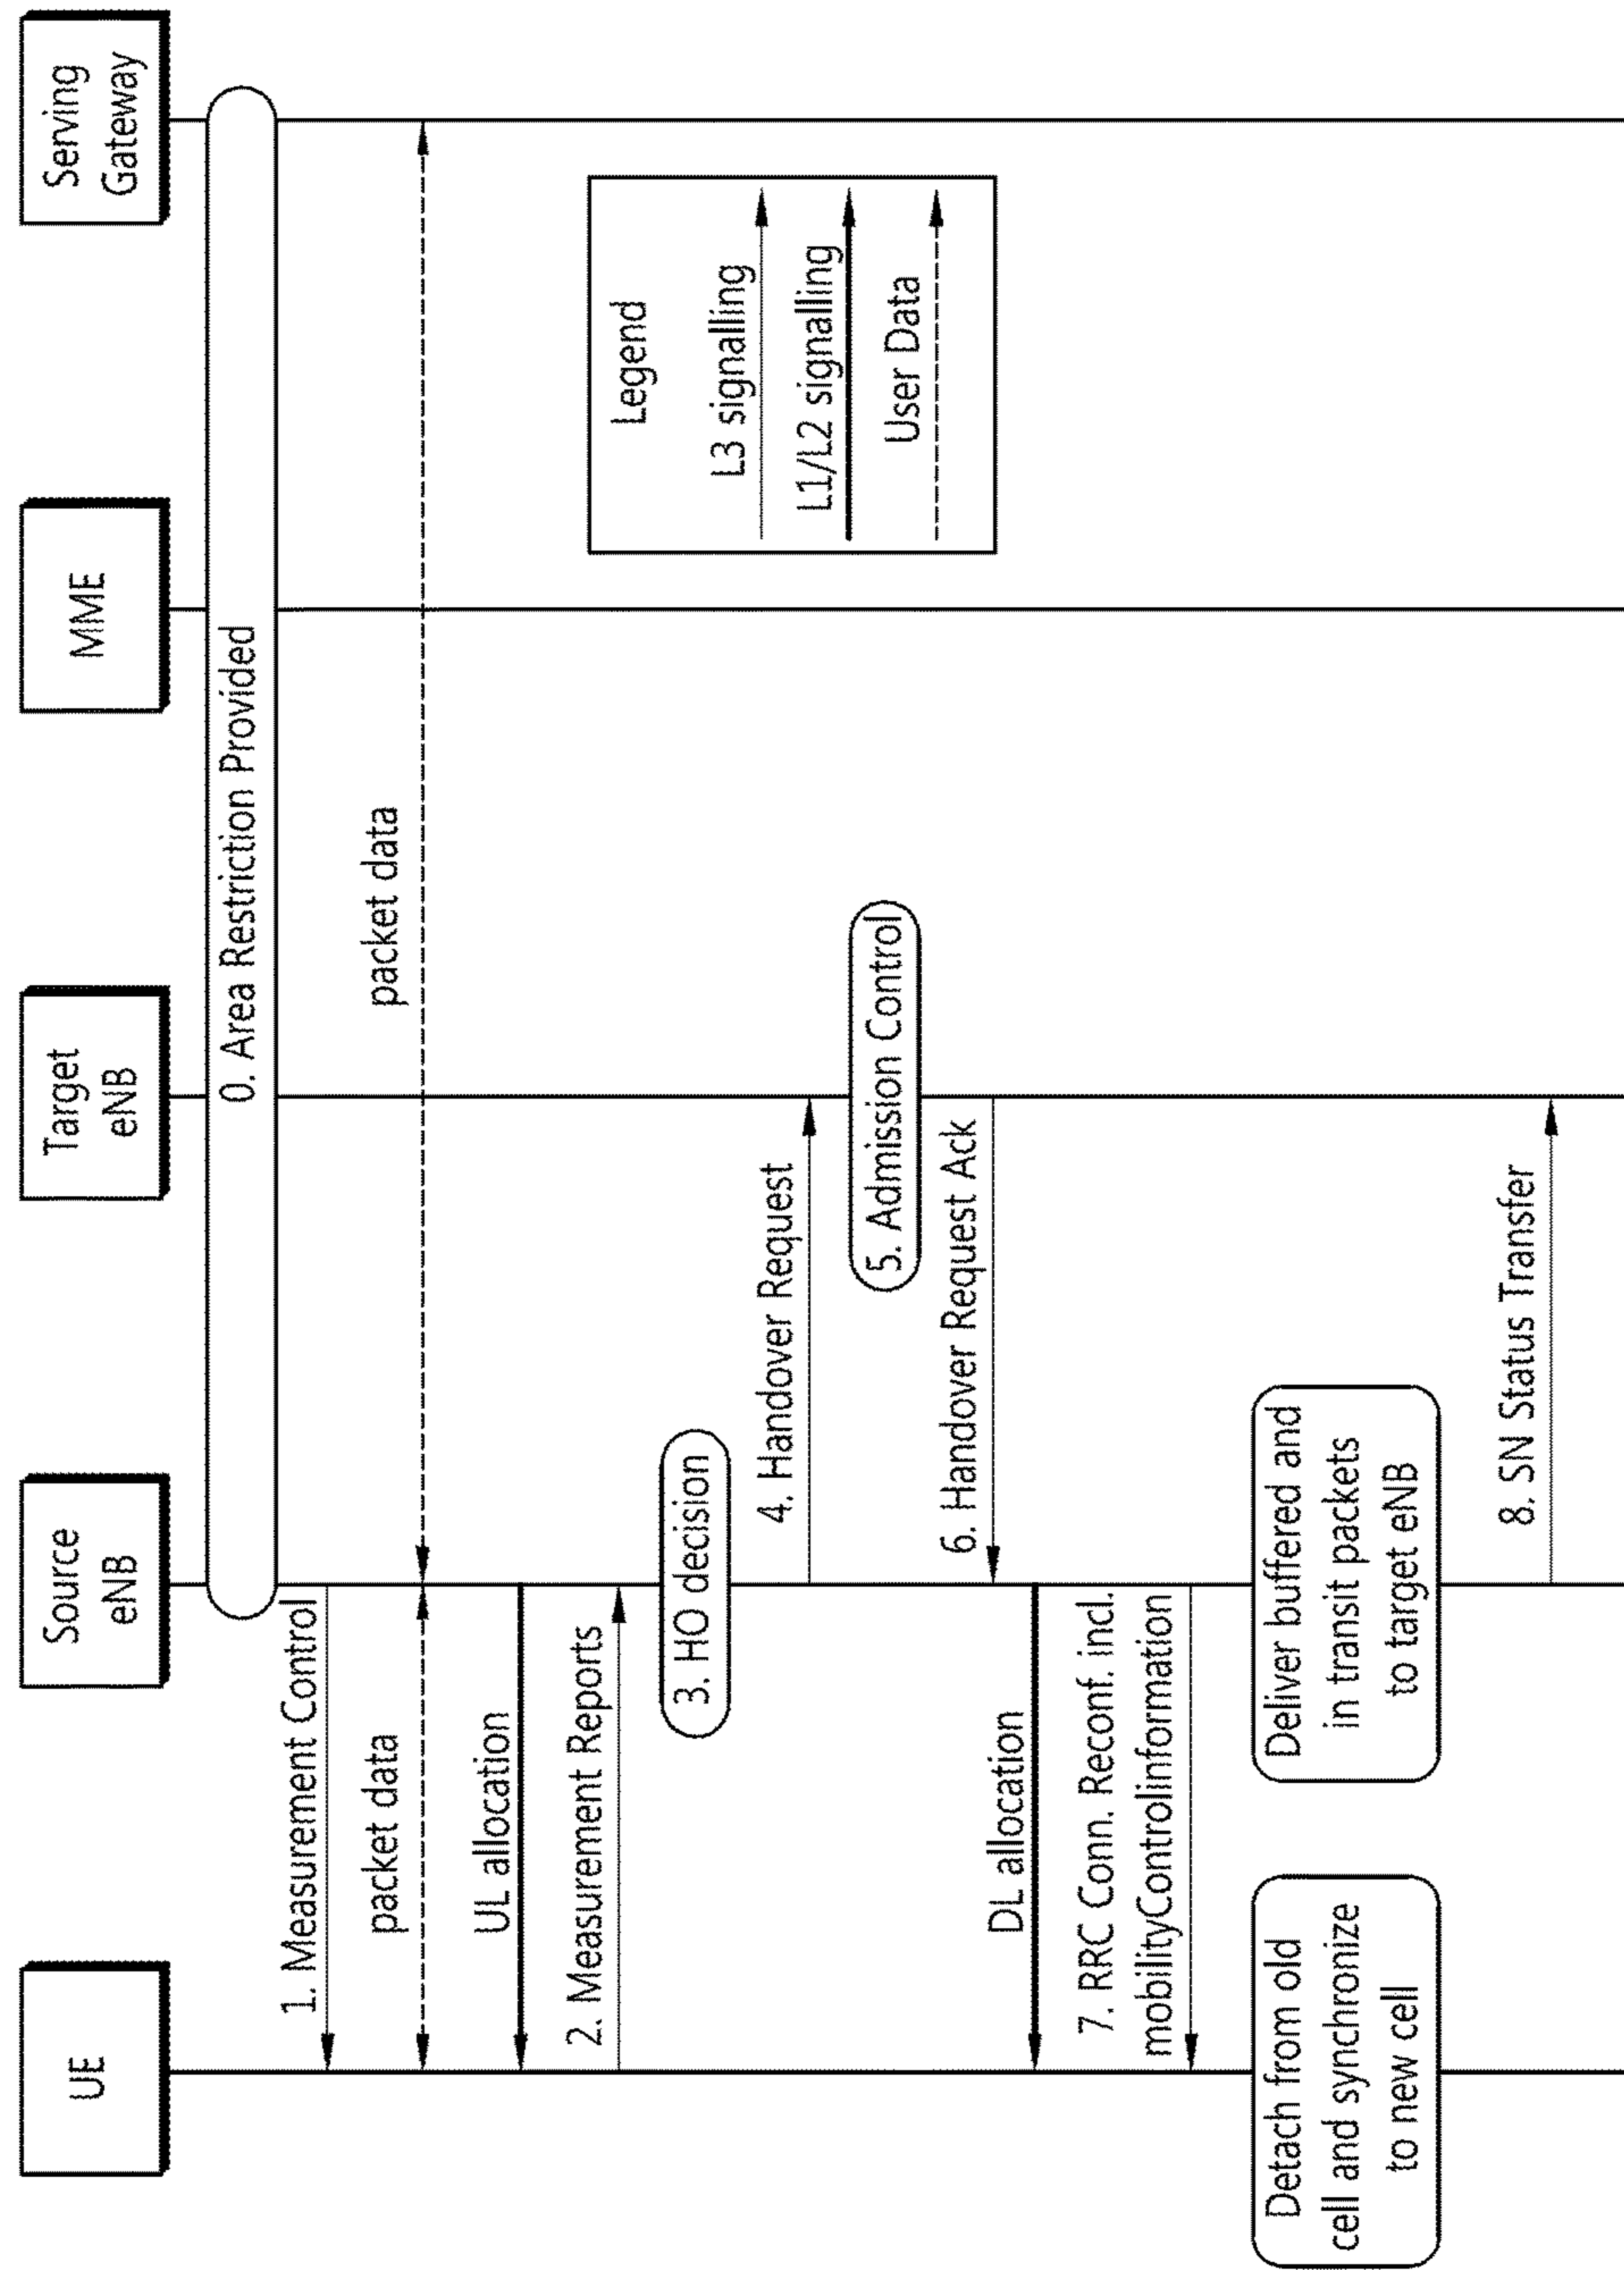 UE
Source
eNB
Target
eNB
MME
Serving
Gateway
0. Area Restriction Provided
1. Measurement Control
packet data
packet data
UL allocation
2. Measurement Reports
Legend
L3 signalling
L1/L2 signalling
User Data
3. HO decision
4. Handover Request
5. Admission Control
6. Handover Request Ack
DL allocation
7. RRC Conn. Reconf. incl.
mobilityControlinformation
Detach from old
cell and synchronize
to new cell
Deliver buffered and
in transit packets
to target eNB
8. SN Status Transfer